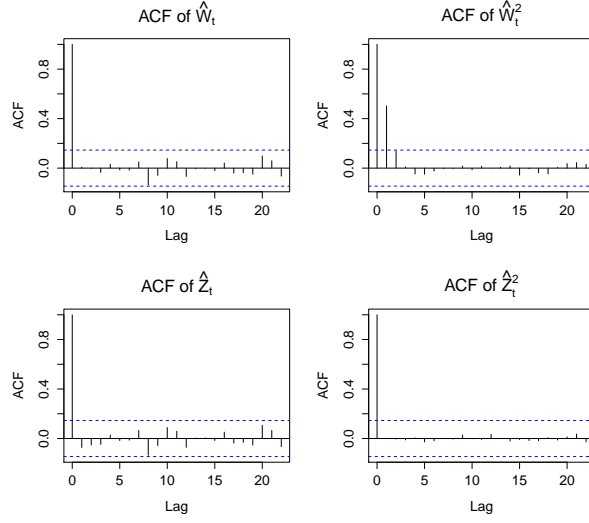 ACF of Ŵₜ
ACF
0.0 0.4 0.8
0 5 10 15 20
Lag
ACF of Ŵₜ²
ACF
0.0 0.4 0.8
0 5 10 15 20
Lag
ACF of Ẑₜ
ACF
0.0 0.4 0.8
0 5 10 15 20
Lag
ACF of Ẑₜ²
ACF
0.0 0.4 0.8
0 5 10 15 20
Lag